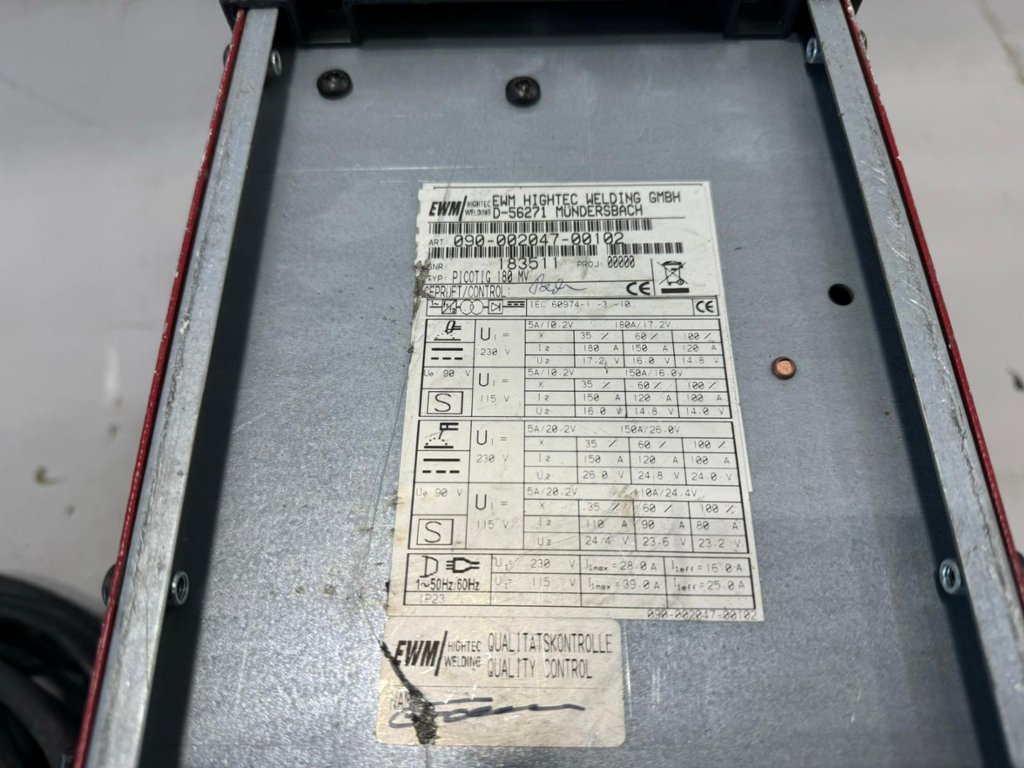 EWM HIGHTEC WELDING EWM HIGHTEC WELDING GMBH
D-56271 MÜNDERSBACH
ART: 090-002047-00102
SNR: 183511 PROJ: 00000
TYP: PICOTIG 180 MV
GEPRUFT/CONTROL: CE
IEC 60974-1 -3 -10 CE
5A/10.2V 180A/17.2V
U1= 230 V X 35 % 60 % 100 %
I2 180 A 150 A 120 A
U2 17.2 V 16.0 V 14.8 V
U0 90 V 5A/10.2V 150A/16.0V
U1= 115 V X 35 % 60 % 100 %
S I2 150 A 120 A 100 A
U2 16.0 V 14.8 V 14.0 V
5A/20.2V 150A/26.0V
U1= 230 V X 35 % 60 % 100 %
I2 150 A 120 A 100 A
U2 26.0 V 24.8 V 24.0 V
U0 90 V 5A/20.2V 110A/24.4V
U1= 115 V X 35 % 60 % 100 %
S I2 110 A 90 A 80 A
U2 24.4 V 23.6 V 23.2 V
U1= 230 V I1max= 28.0 A I1eff= 16.0 A
1~50Hz:60Hz U1= 115 V I1max= 39.0 A I1eff= 25.0 A
IP23
090-002047-00102
EWM HIGHTEC WELDING QUALITATSKONTROLLE
QUALITY CONTROL